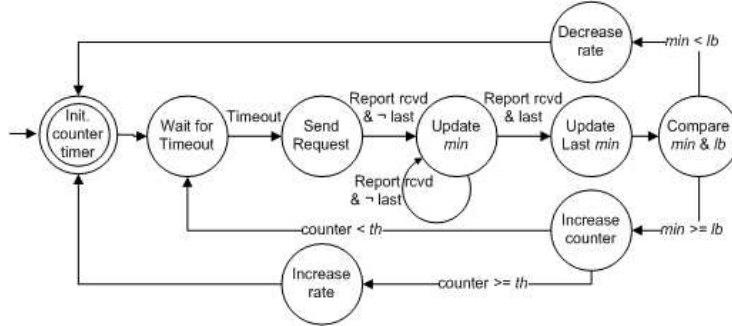 Decrease
rate
min < lb
Init.
counter
timer
Wait for
Timeout
Timeout
Send
Request
Report rcvd
& ¬ last
Update
min
Report rcvd
& last
Update
Last min
Compare
min & lb
Report rcvd
& ¬ last
counter < th
Increase
counter
min >= lb
Increase
rate
counter >= th